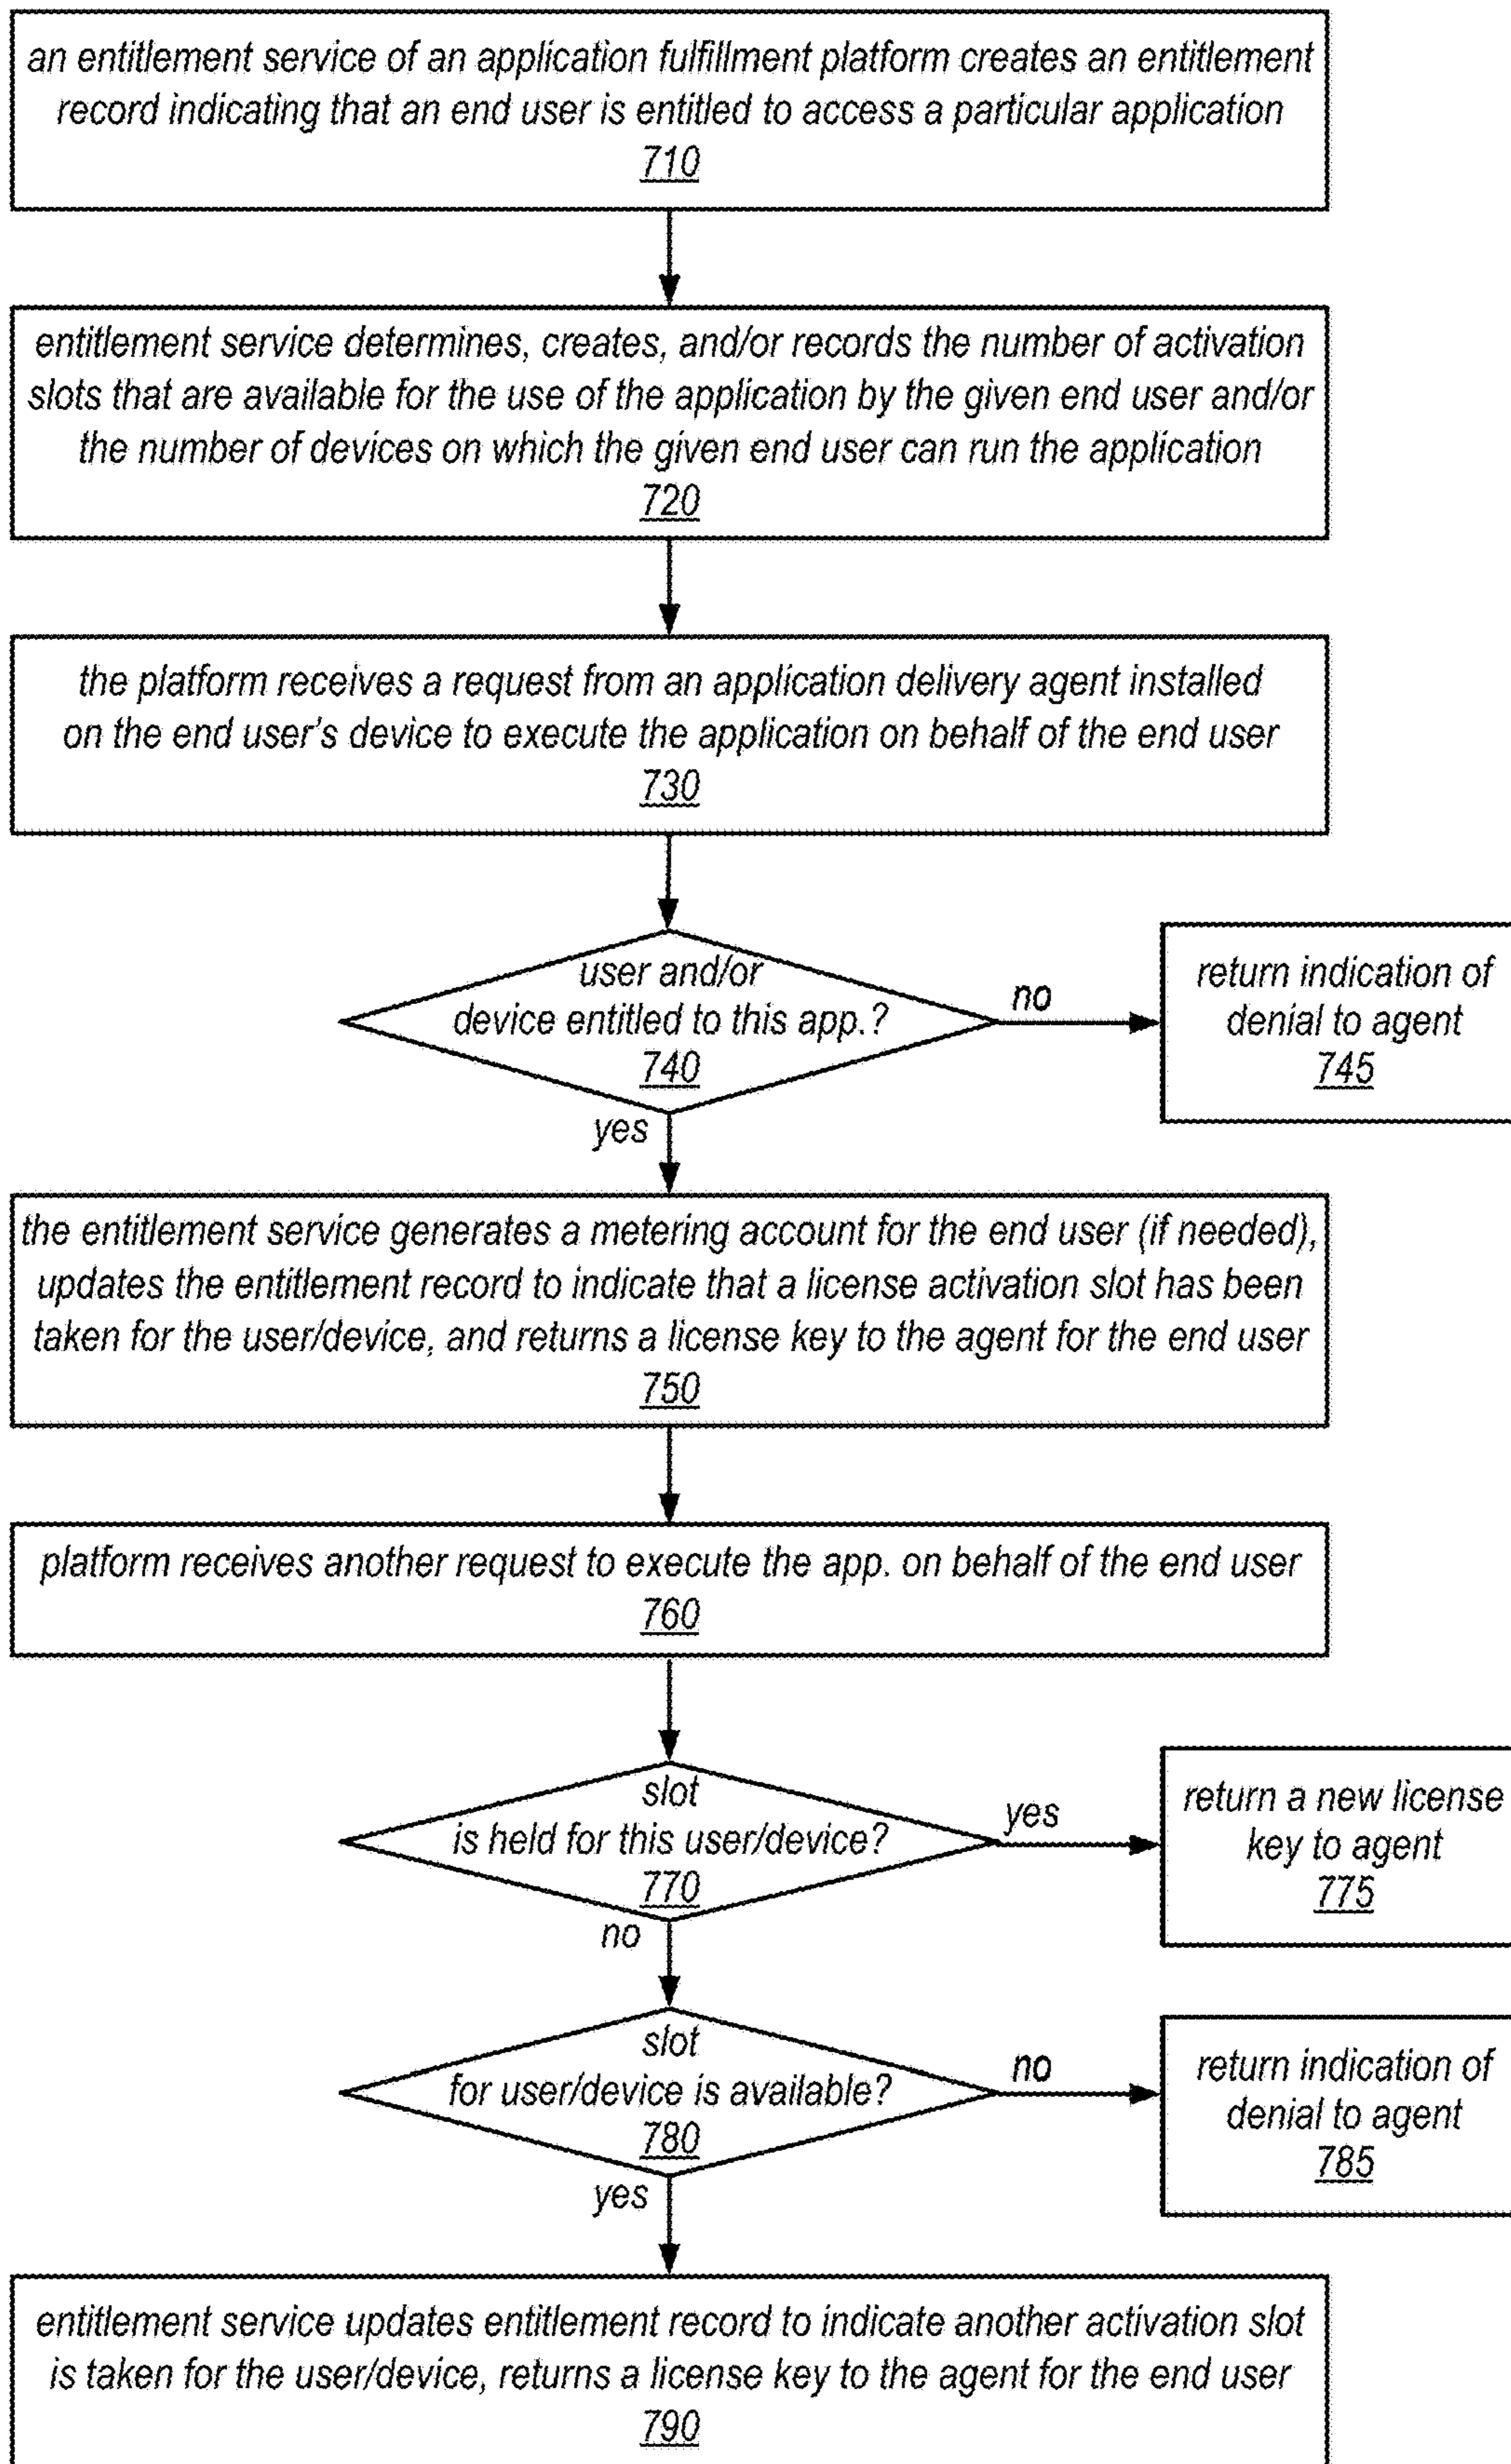 an entitlement service of an application fulfillment platform creates an entitlement
record indicating that an end user is entitled to access a particular application
710
entitlement service determines, creates, and/or records the number of activation
slots that are available for the use of the application by the given end user and/or
the number of devices on which the given end user can run the application
720
the platform receives a request from an application delivery agent installed
on the end user's device to execute the application on behalf of the end user
730
user and/or
device entitled to this app.?
740
no
return indication of
denial to agent
745
yes
the entitlement service generates a metering account for the end user (if needed),
updates the entitlement record to indicate that a license activation slot has been
taken for the user/device, and returns a license key to the agent for the end user
750
platform receives another request to execute the app. on behalf of the end user
760
slot
is held for this user/device?
770
yes
return a new license
key to agent
775
no
slot
for user/device is available?
780
no
return indication of
denial to agent
785
yes
entitlement service updates entitlement record to indicate another activation slot
is taken for the user/device, returns a license key to the agent for the end user
790